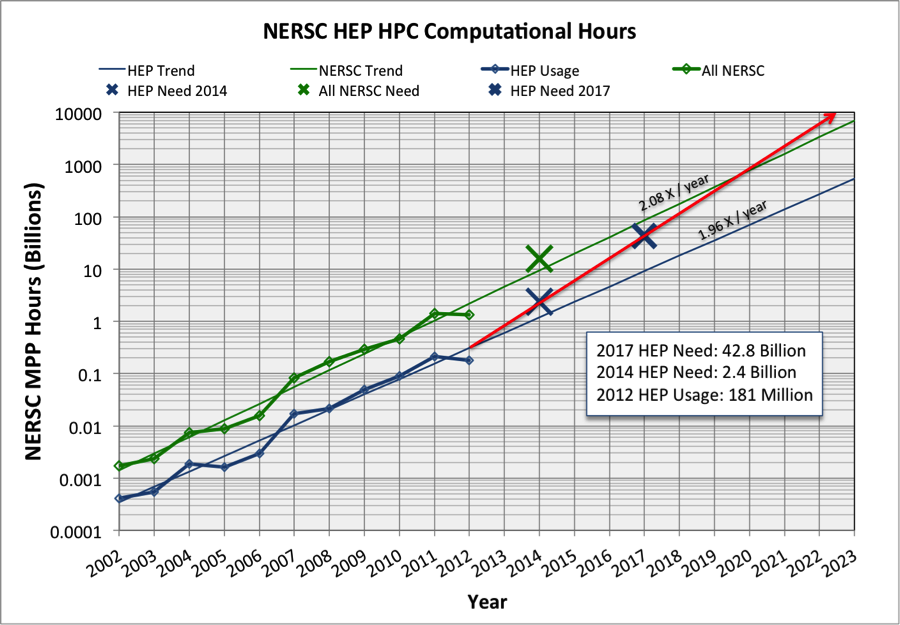 NERSC HEP HPC Computational Hours
HEP Trend NERSC Trend HEP Usage All NERSC
HEP Need 2014 All NERSC Need HEP Need 2017
NERSC MPP Hours (Billions)
10000
1000
100
10
1
0.1
0.01
0.001
0.0001
2.08 X / year
1.96 X / year
2017 HEP Need: 42.8 Billion
2014 HEP Need: 2.4 Billion
2012 HEP Usage: 181 Million
2002 2003 2004 2005 2006 2007 2008 2009 2010 2011 2012 2013 2014 2015 2016 2017 2018 2019 2020 2021 2022 2023
Year